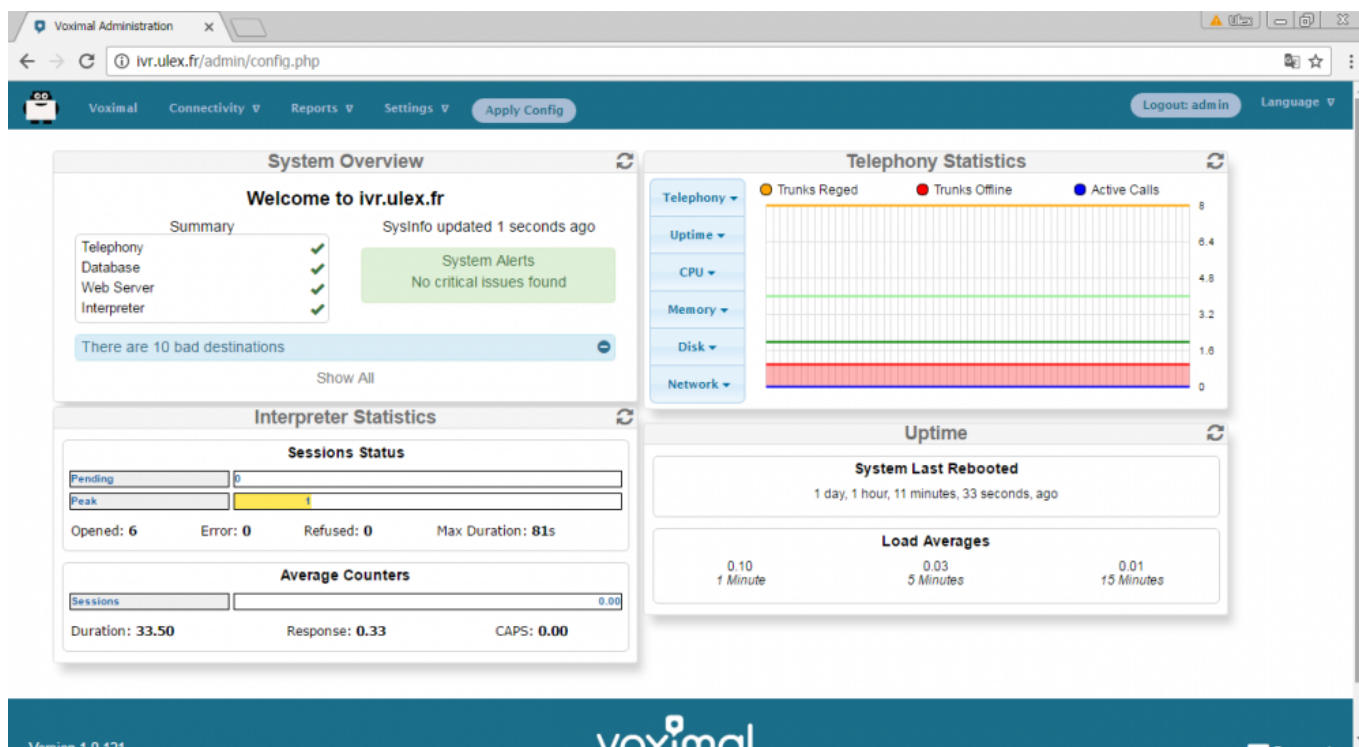 Voximal Administration
ivr.ulex.fr/admin/config.php
Voximal Connectivity Reports Settings Apply Config Logout: admin Language
System Overview
Welcome to ivr.ulex.fr
Summary
Telephony
Database
Web Server
Interpreter
SysInfo updated 1 seconds ago
System Alerts
No critical issues found
There are 10 bad destinations
Show All
Telephony Statistics
Telephony
Uptime
CPU
Memory
Disk
Network
Trunks Reged Trunks Offline Active Calls
8
6.4
4.8
3.2
1.6
0
Interpreter Statistics
Sessions Status
Pending 0
Peak 1
Opened: 6 Error: 0 Refused: 0 Max Duration: 81s
Average Counters
Sessions 0.00
Duration: 33.50 Response: 0.33 CAPS: 0.00
Uptime
System Last Rebooted
1 day, 1 hour, 11 minutes, 33 seconds, ago
Load Averages
0.10 0.03 0.01
1 Minute 5 Minutes 15 Minutes
Version 1.0.121
voximal